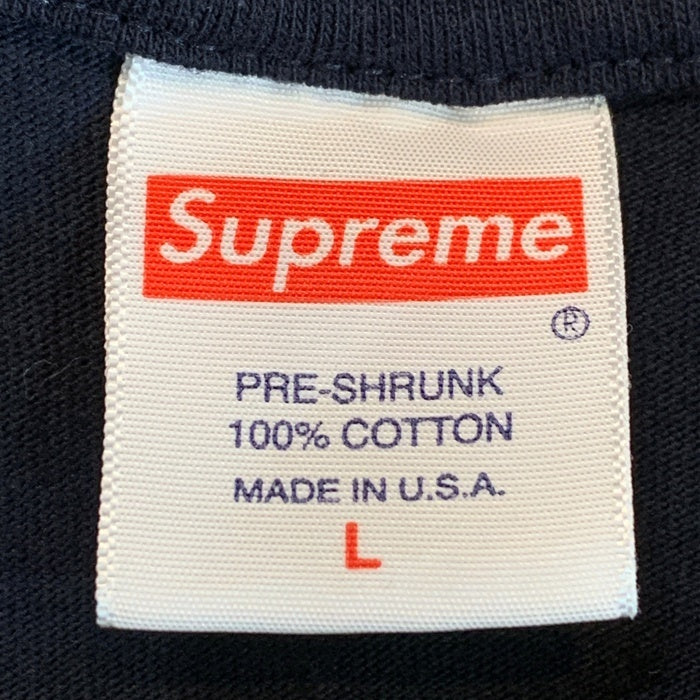 Supreme
®
PRE-SHRUNK
100% COTTON
MADE IN U.S.A.
L